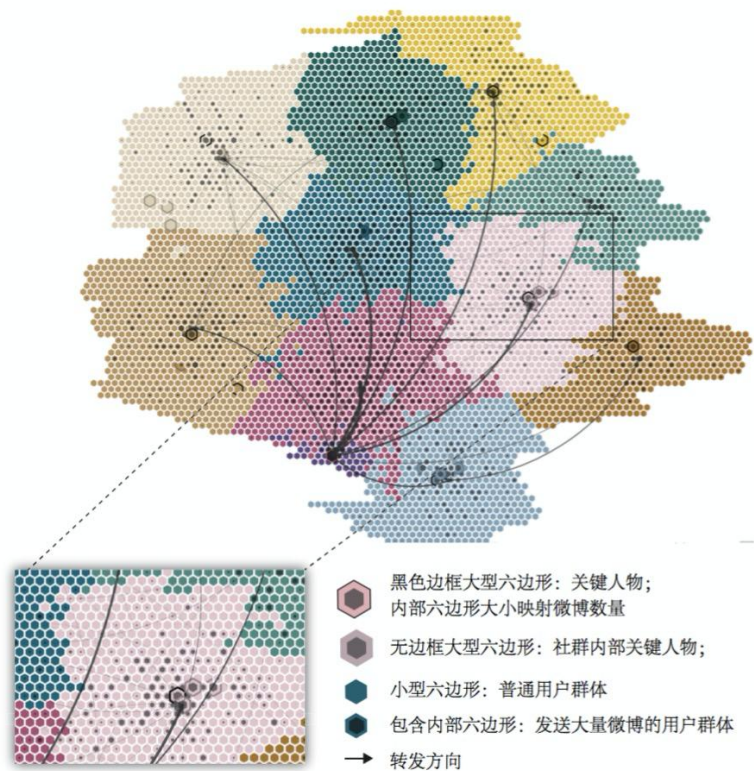 黑色边框大型六边形：关键人物；
内部六边形大小映射微博数量
无边框大型六边形：社群内部关键人物；
小型六边形：普通用户群体
包含内部六边形：发送大量微博的用户群体
转发方向